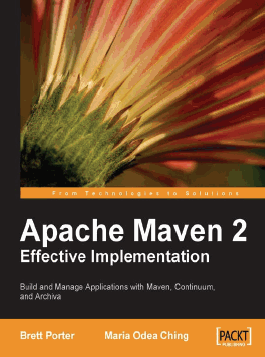 From Technologies to Solutions
Apache Maven 2
Effective Implementation
Build and Manage Applications with Maven, Continuum,
and Archiva
Brett Porter
Maria Odea Ching
PACKT
PUBLISHING